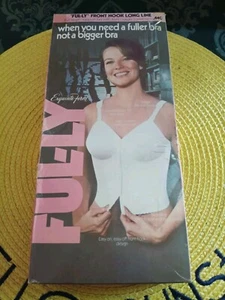 "FULLY" FRONT HOOK LONG LINE
when you need a fuller bra
not a bigger bra
Exquisite form
FULLY